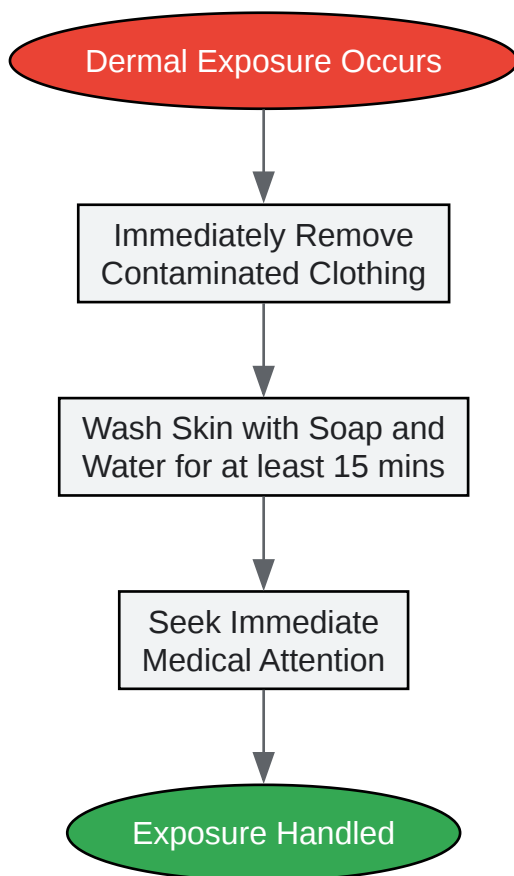 Dermal Exposure Occurs
Immediately Remove
Contaminated Clothing
Wash Skin with Soap and
Water for at least 15 mins
Seek Immediate
Medical Attention
Exposure Handled